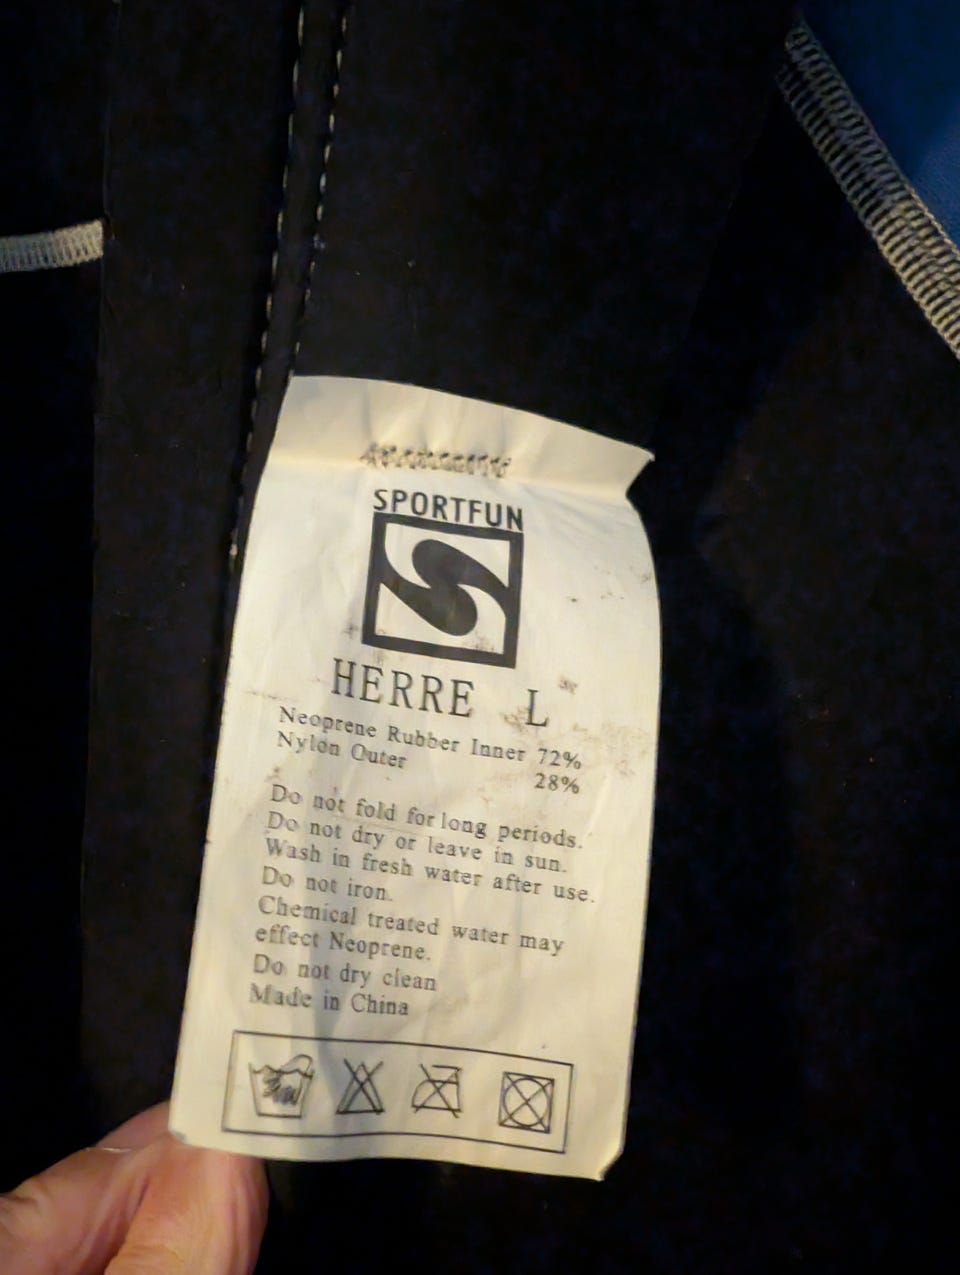 SPORTFUN
HERRE L
Neoprene Rubber Inner 72%
Nylon Outer 28%
Do not fold for long periods.
Do not dry or leave in sun.
Wash in fresh water after use.
Do not iron.
Chemical treated water may
effect Neoprene.
Do not dry clean
Made in China